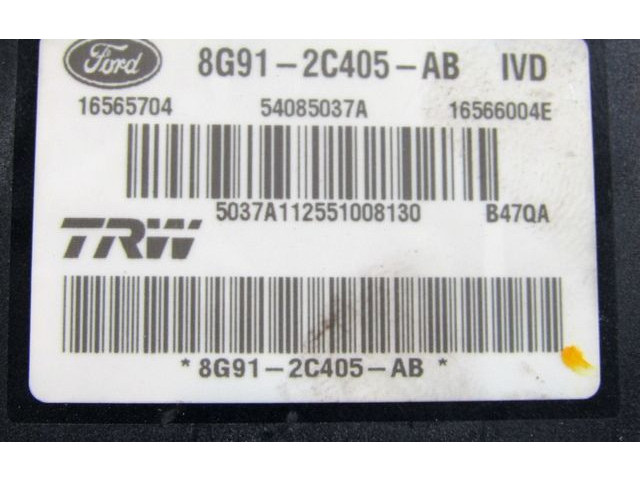 Ford 8G91-2C405-AB IVD
16565704 54085037A 16566004E
5037A112551008130 B47QA
TRW
*8G91-2C405-AB*